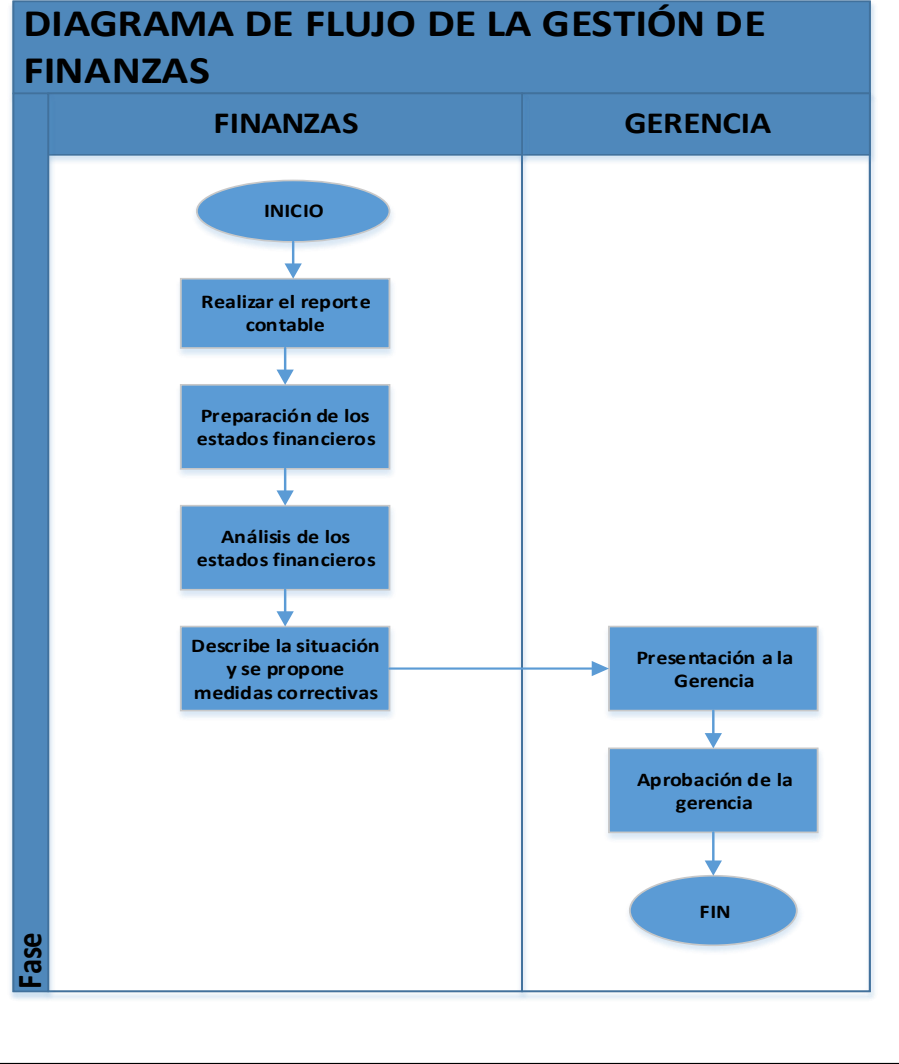 DIAGRAMA DE FLUJO DE LA GESTIÓN DE
FINANZAS
FINANZAS
GERENCIA
INICIO
Realizar el reporte
contable
Preparación de los
estados financieros
Análisis de los
estados financieros
Describe la situación
y se propone
medidas correctivas
Presentación a la
Gerencia
Aprobación de la
gerencia
FIN
Fase